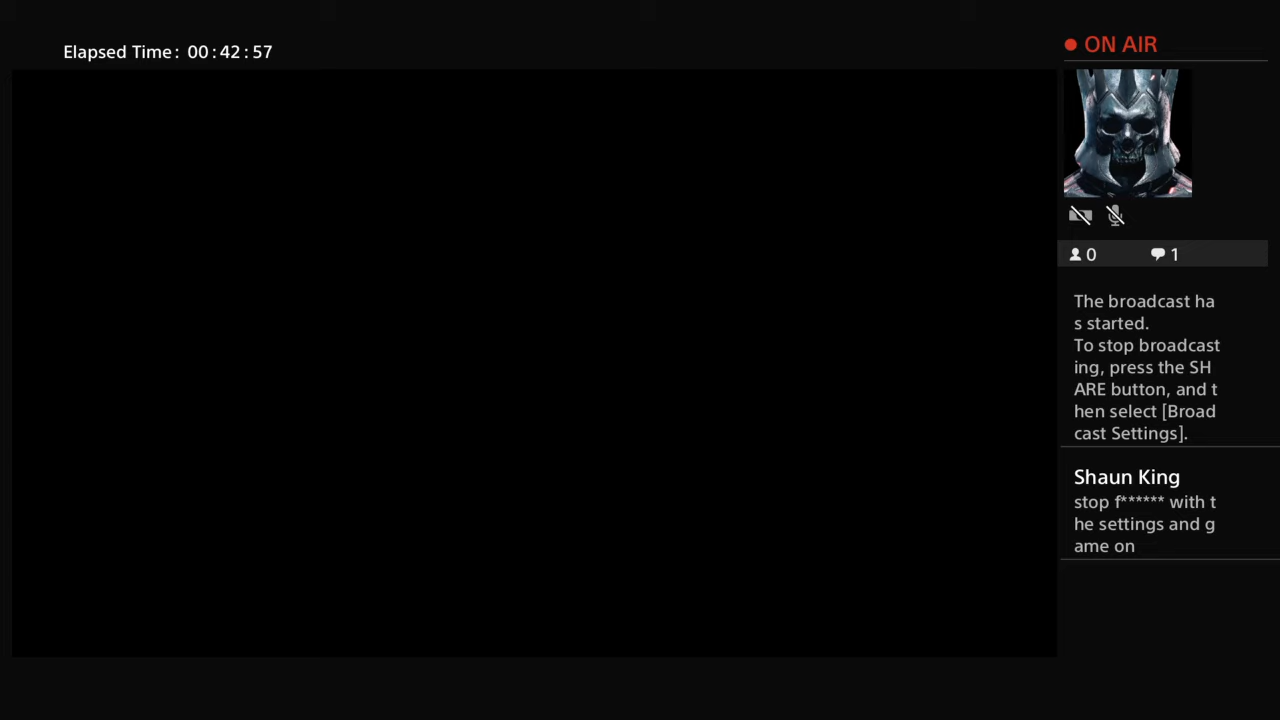 Elapsed Time: 00:42:57
ON AIR
0 1
The broadcast ha
s started.
To stop broadcast
ing, press the SH
ARE button, and t
hen select [Broad
cast Settings].
Shaun King
stop f****** with t
he settings and g
ame on